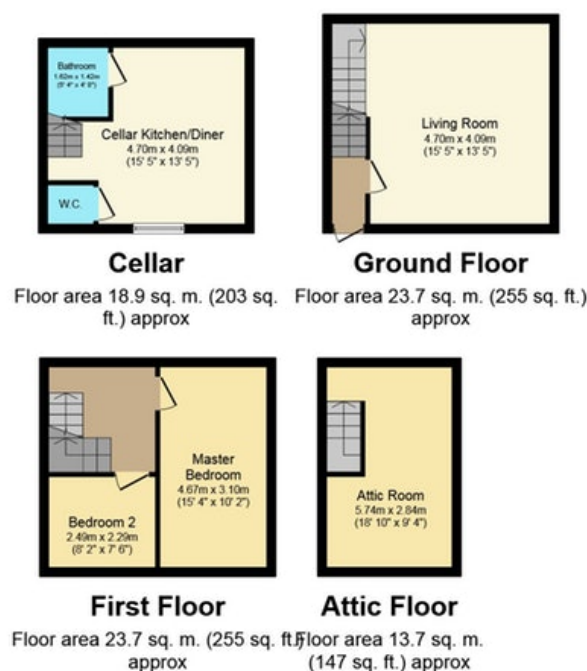 Bathroom
1.62m x 1.42m
(5' 4" x 4' 8")
Cellar Kitchen/Diner
4.70m x 4.09m
(15' 5" x 13' 5")
W.C.
Cellar
Floor area 18.9 sq. m. (203 sq.
ft.) approx
Living Room
4.70m x 4.09m
(15' 5" x 13' 5")
Ground Floor
Floor area 23.7 sq. m. (255 sq. ft.)
approx
Master
Bedroom
4.67m x 3.10m
(15' 4" x 10' 2")
Bedroom 2
2.49m x 2.29m
(8' 2" x 7' 6")
First Floor
Floor area 23.7 sq. m. (255 sq. ft.)
approx
Attic Room
5.74m x 2.84m
(18' 10" x 9' 4")
Attic Floor
Floor area 13.7 sq. m.
(147 sq. ft.) approx